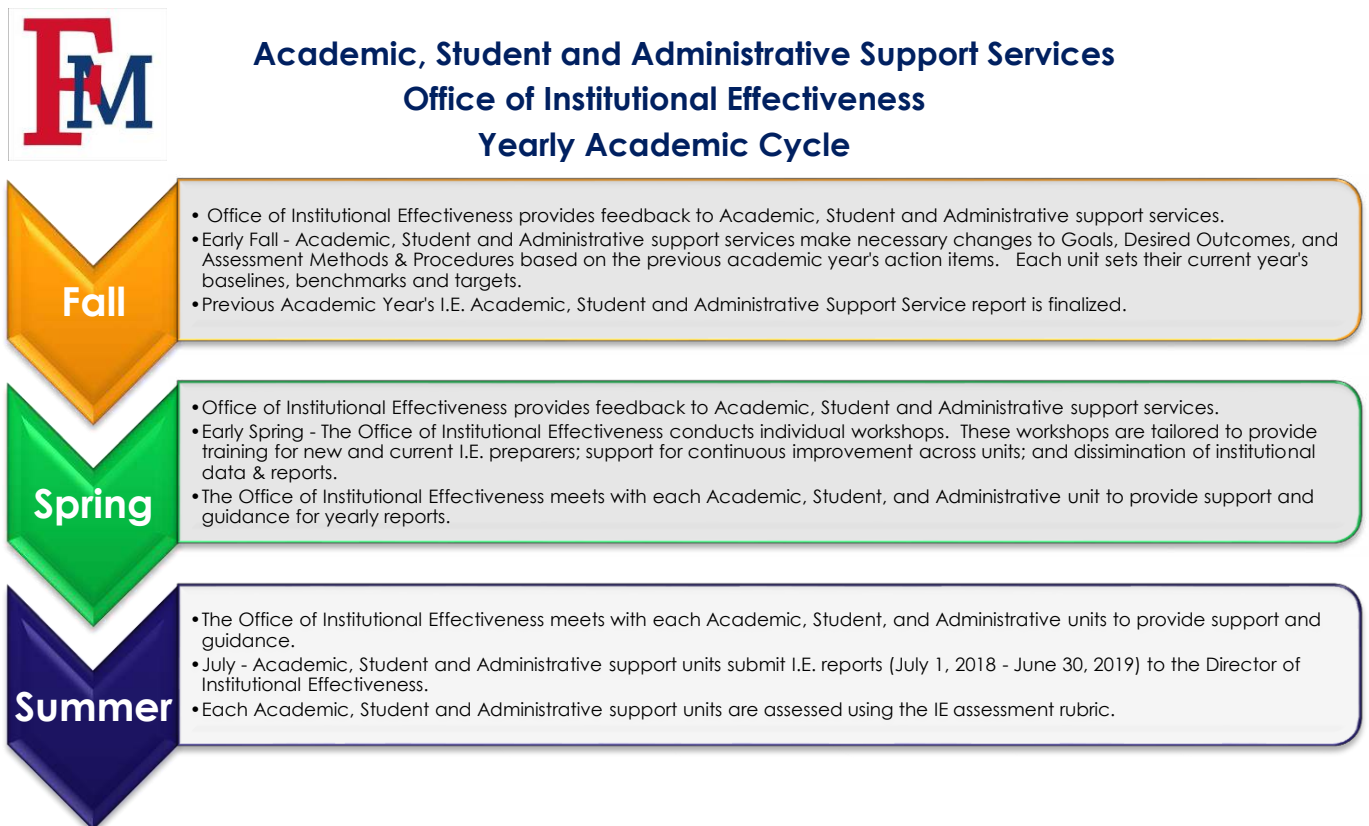 FM
Academic, Student and Administrative Support Services
Office of Institutional Effectiveness
Yearly Academic Cycle
Fall
• Office of Institutional Effectiveness provides feedback to Academic, Student and Administrative support services.
•Early Fall - Academic, Student and Administrative support services make necessary changes to Goals, Desired Outcomes, and
Assessment Methods & Procedures based on the previous academic year's action items.   Each unit sets their current year's
baselines, benchmarks and targets.
•Previous Academic Year's I.E. Academic, Student and Administrative Support Service report is finalized.
Spring
•Office of Institutional Effectiveness provides feedback to Academic, Student and Administrative support services.
•Early Spring - The Office of Institutional Effectiveness conducts individual workshops.  These workshops are tailored to provide
training for new and current I.E. preparers; support for continuous improvement across units; and dissimination of institutional
data & reports.
•The Office of Institutional Effectiveness meets with each Academic, Student, and Administrative unit to provide support and
guidance for yearly reports.
Summer
•The Office of Institutional Effectiveness meets with each Academic, Student, and Administrative units to provide support and
guidance.
•July - Academic, Student and Administrative support units submit I.E. reports (July 1, 2018 - June 30, 2019) to the Director of
Institutional Effectiveness.
•Each Academic, Student and Administrative support units are assessed using the IE assessment rubric.